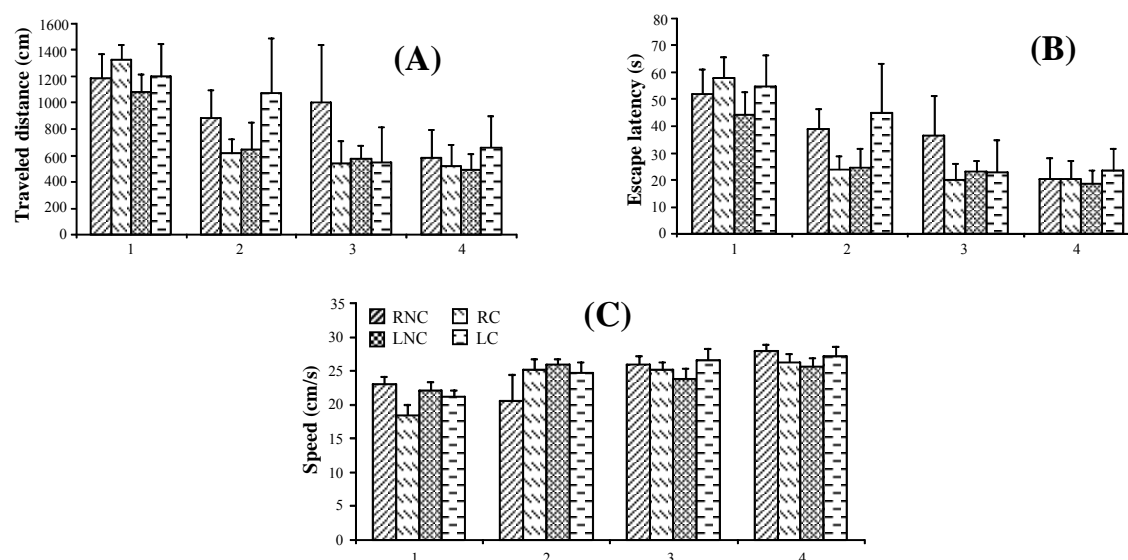 (A)
Traveled distance (cm)
1600
1400
1200
1000
800
600
400
200
0
1 2 3 4
(B)
Escape latency (s)
80
70
60
50
40
30
20
10
0
1 2 3 4
(C)
Speed (cm/s)
35
30
25
20
15
10
5
0
RNC RC
LNC LC
1 2 3 4